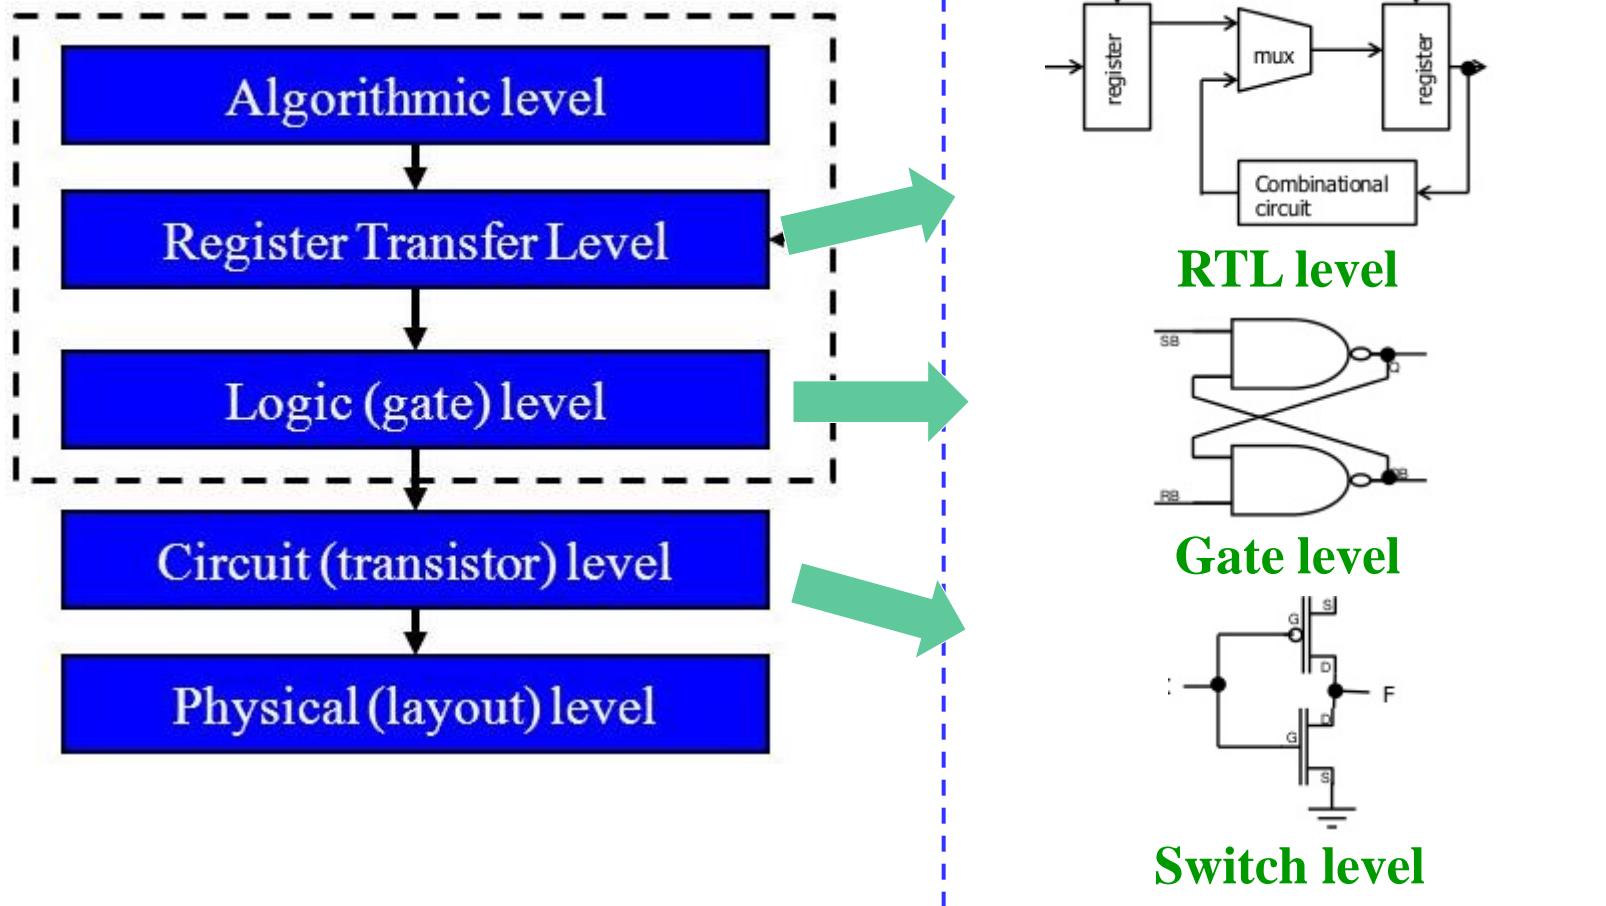 Algorithmic level
Register Transfer Level
Logic (gate) level
Circuit (transistor) level
Physical (layout) level
register
mux
register
Combinational
circuit
RTL level
SB
Q
RB
Gate level
S
G
D
F
D
G
S
Switch level